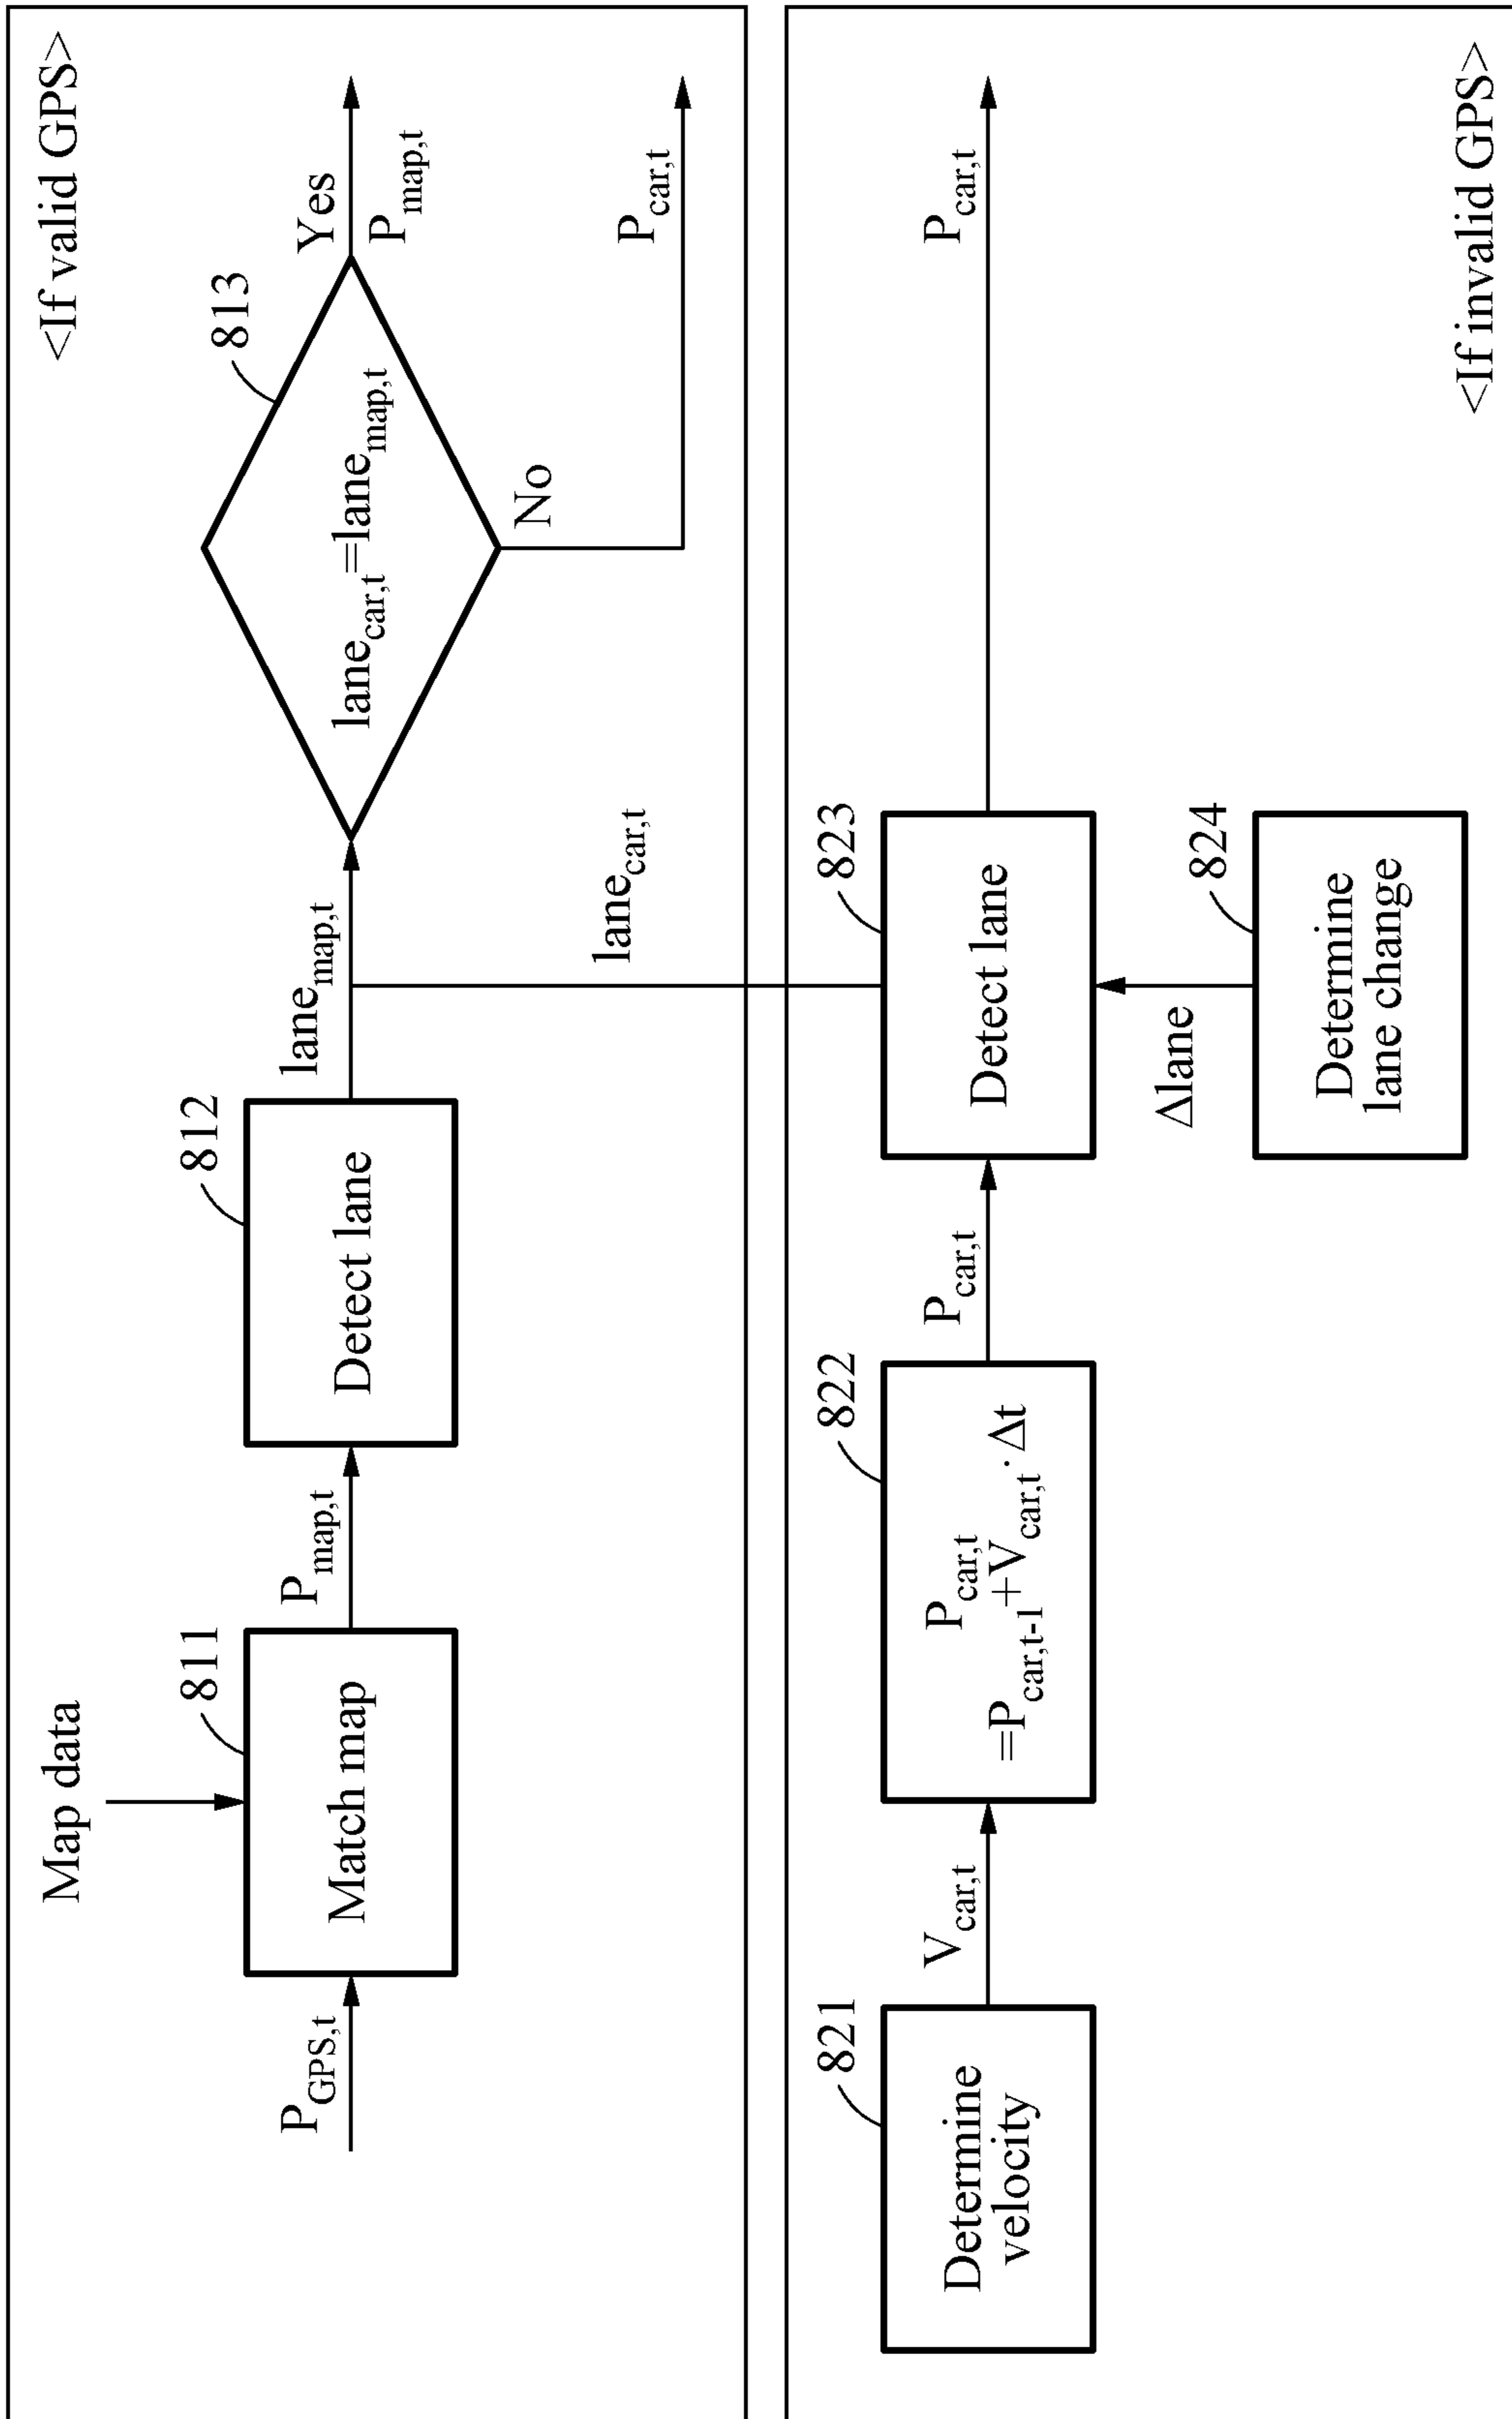 <If valid GPS>
Map data
811
812
813
P_GPS,t
Match map
P_map,t
Detect lane
lane_map,t
lane_car,t=lane_map,t
Yes
P_map,t
No
P_car,t
lane_car,t
821
822
823
Determine
velocity
V_car,t
P_car,t
=P_car,t-1+V_car,t·Δt
P_car,t
Detect lane
P_car,t
Δlane
824
Determine
lane change
<If invalid GPS>